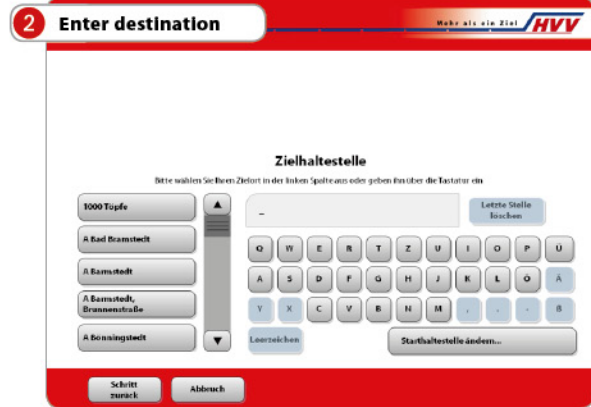 2 Enter destination
Mehr als ein Ziel HVV
Zielhaltestelle
Bitte wählen Sie Ihren Zielort in der linken Spalte aus oder geben ihn über die Tastatur ein
1000 Töpfe
A Bad Bramstedt
A Barmstedt
A Barmstedt,
Brunnenstraße
A Bönningstedt
_
Letzte Stelle
löschen
Q W E R T Z U I O P Ü
A S D F G H J K L Ö Ä
Y X C V B N M , . - ß
Leerzeichen
Starthaltestelle ändern...
Schritt
zurück
Abbruch